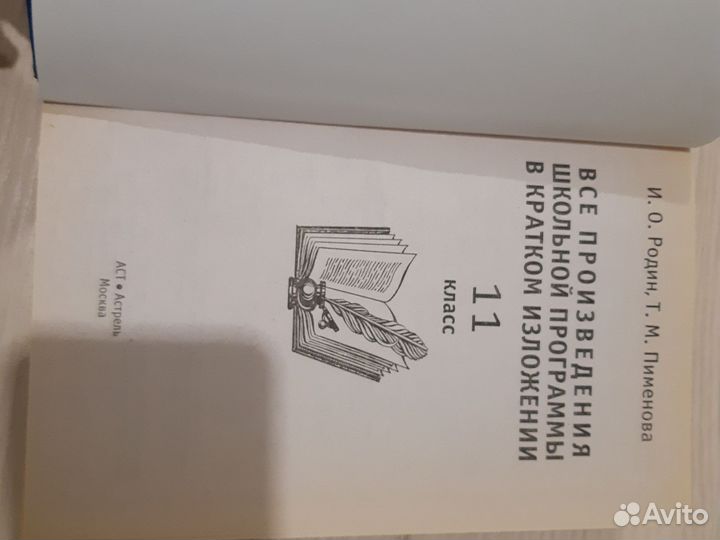 И. О. Родин, Т. М. Пименова
ВСЕ ПРОИЗВЕДЕНИЯ
ШКОЛЬНОЙ ПРОГРАММЫ
В КРАТКОМ ИЗЛОЖЕНИИ
11
класс
АСТ • Астрель
Москва
Avito